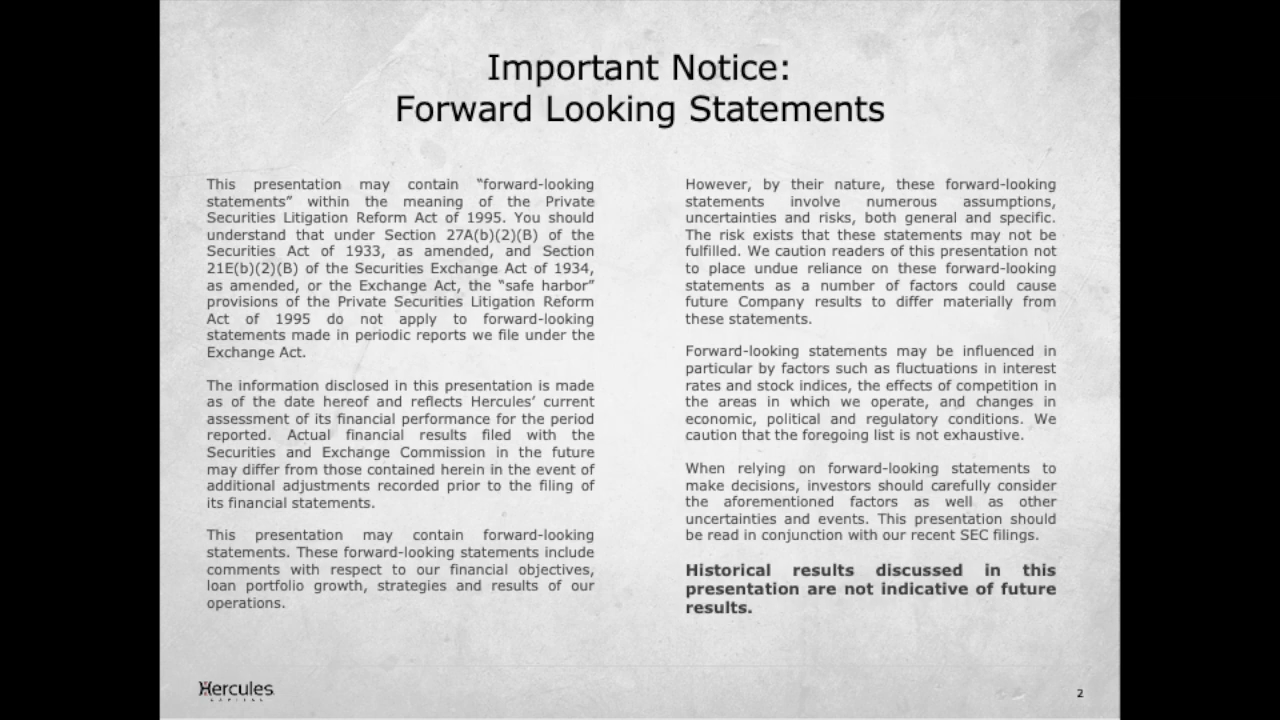 Important Notice:
Forward Looking Statements
This presentation may contain “forward-looking
statements” within the meaning of the Private
Securities Litigation Reform Act of 1995. You should
understand that under Section 27A(b)(2)(B) of the
Securities Act of 1933, as amended, and Section
21E(b)(2)(B) of the Securities Exchange Act of 1934,
as amended, or the Exchange Act, the “safe harbor”
provisions of the Private Securities Litigation Reform
Act of 1995 do not apply to forward-looking
statements made in periodic reports we file under the
Exchange Act.
The information disclosed in this presentation is made
as of the date hereof and reflects Hercules’ current
assessment of its financial performance for the period
reported. Actual financial results filed with the
Securities and Exchange Commission in the future
may differ from those contained herein in the event of
additional adjustments recorded prior to the filing of
its financial statements.
This presentation may contain forward-looking
statements. These forward-looking statements include
comments with respect to our financial objectives,
loan portfolio growth, strategies and results of our
operations.
However, by their nature, these forward-looking
statements involve numerous assumptions,
uncertainties and risks, both general and specific.
The risk exists that these statements may not be
fulfilled. We caution readers of this presentation not
to place undue reliance on these forward-looking
statements as a number of factors could cause
future Company results to differ materially from
these statements.
Forward-looking statements may be influenced in
particular by factors such as fluctuations in interest
rates and stock indices, the effects of competition in
the areas in which we operate, and changes in
economic, political and regulatory conditions. We
caution that the foregoing list is not exhaustive.
When relying on forward-looking statements to
make decisions, investors should carefully consider
the aforementioned factors as well as other
uncertainties and events. This presentation should
be read in conjunction with our recent SEC filings.
Historical results discussed in this
presentation are not indicative of future
results.
Hercules
CAPITAL
2